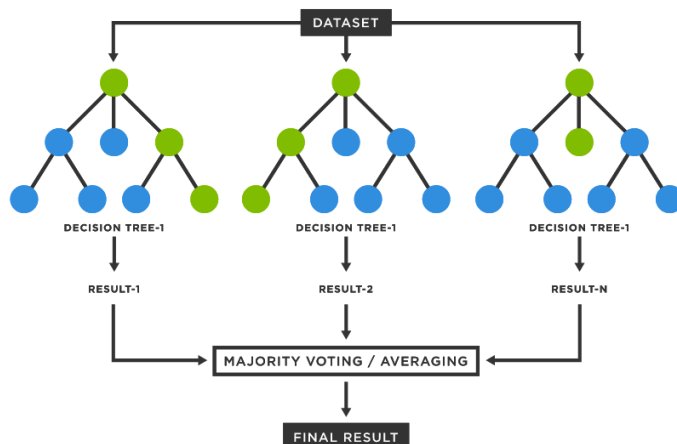 DATASET
DECISION TREE-1
DECISION TREE-1
DECISION TREE-1
RESULT-1
RESULT-2
RESULT-N
MAJORITY VOTING / AVERAGING
FINAL RESULT